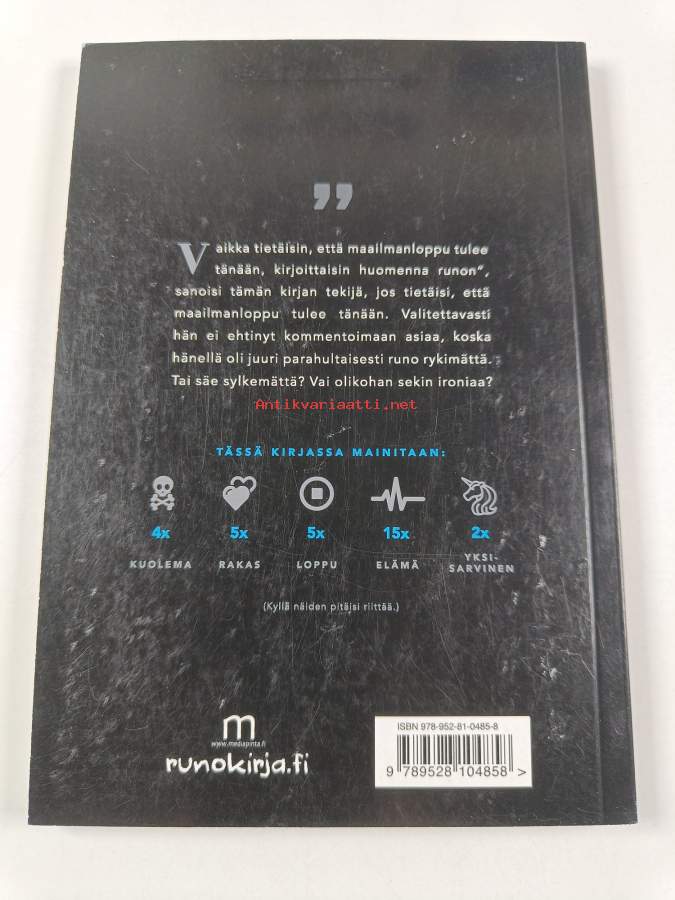 ”
Vaikka tietäisin, että maailmanloppu tulee
tänään, kirjoittaisin huomenna runon”,
sanoisi tämän kirjan tekijä, jos tietäisi, että
maailmanloppu tulee tänään. Valitettavasti
hän ei ehtinyt kommentoimaan asiaa, koska
hänellä oli juuri parahultaisesti runo rykimättä.
Tai säe sylkemättä? Vai olikohan sekin ironiaa?
Antikvariaatti.net
TÄSSÄ KIRJASSA MAINITAAN:
4x 5x 5x 15x 2x
KUOLEMA RAKAS LOPPU ELÄMÄ YKSI-
SARVINEN
(Kyllä näiden pitäisi riittää.)
m
www.mediapinta.fi
runokirja.fi
ISBN 978-952-81-0485-8
9 789528 104858 >